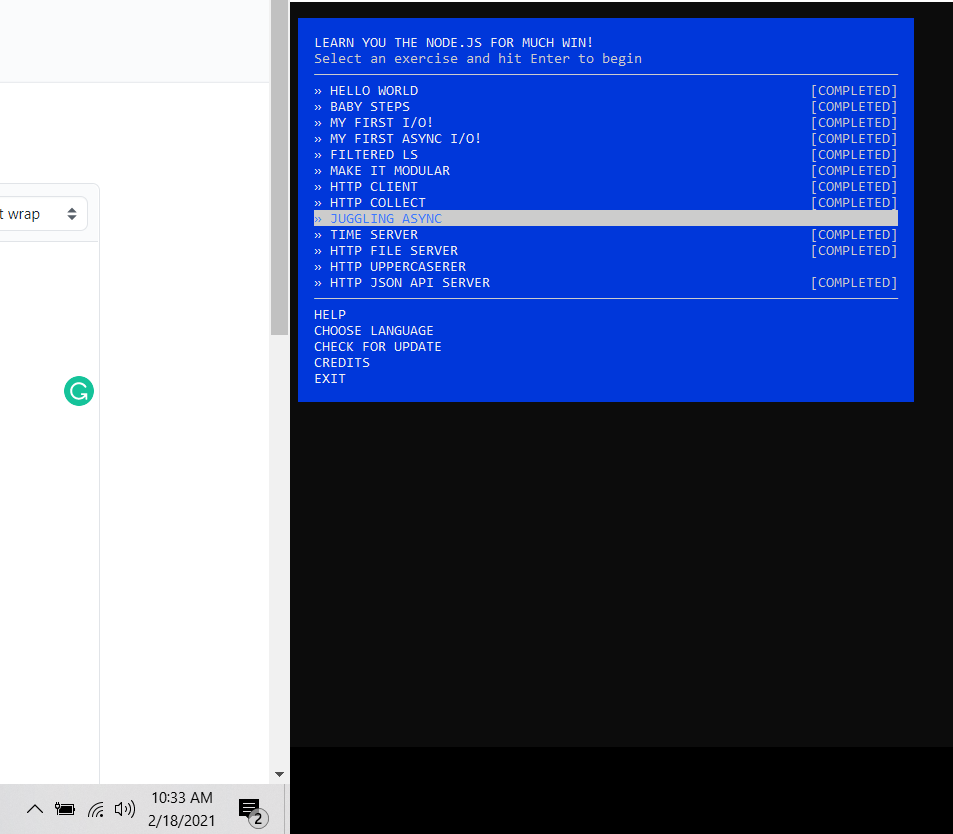 LEARN YOU THE NODE.JS FOR MUCH WIN!
Select an exercise and hit Enter to begin
» HELLO WORLD [COMPLETED]
» BABY STEPS [COMPLETED]
» MY FIRST I/O! [COMPLETED]
» MY FIRST ASYNC I/O! [COMPLETED]
» FILTERED LS [COMPLETED]
» MAKE IT MODULAR [COMPLETED]
» HTTP CLIENT [COMPLETED]
» HTTP COLLECT [COMPLETED]
» JUGGLING ASYNC
» TIME SERVER [COMPLETED]
» HTTP FILE SERVER [COMPLETED]
» HTTP UPPERCASERER
» HTTP JSON API SERVER [COMPLETED]
HELP
CHOOSE LANGUAGE
CHECK FOR UPDATE
CREDITS
EXIT
t wrap
10:33 AM
2/18/2021
2